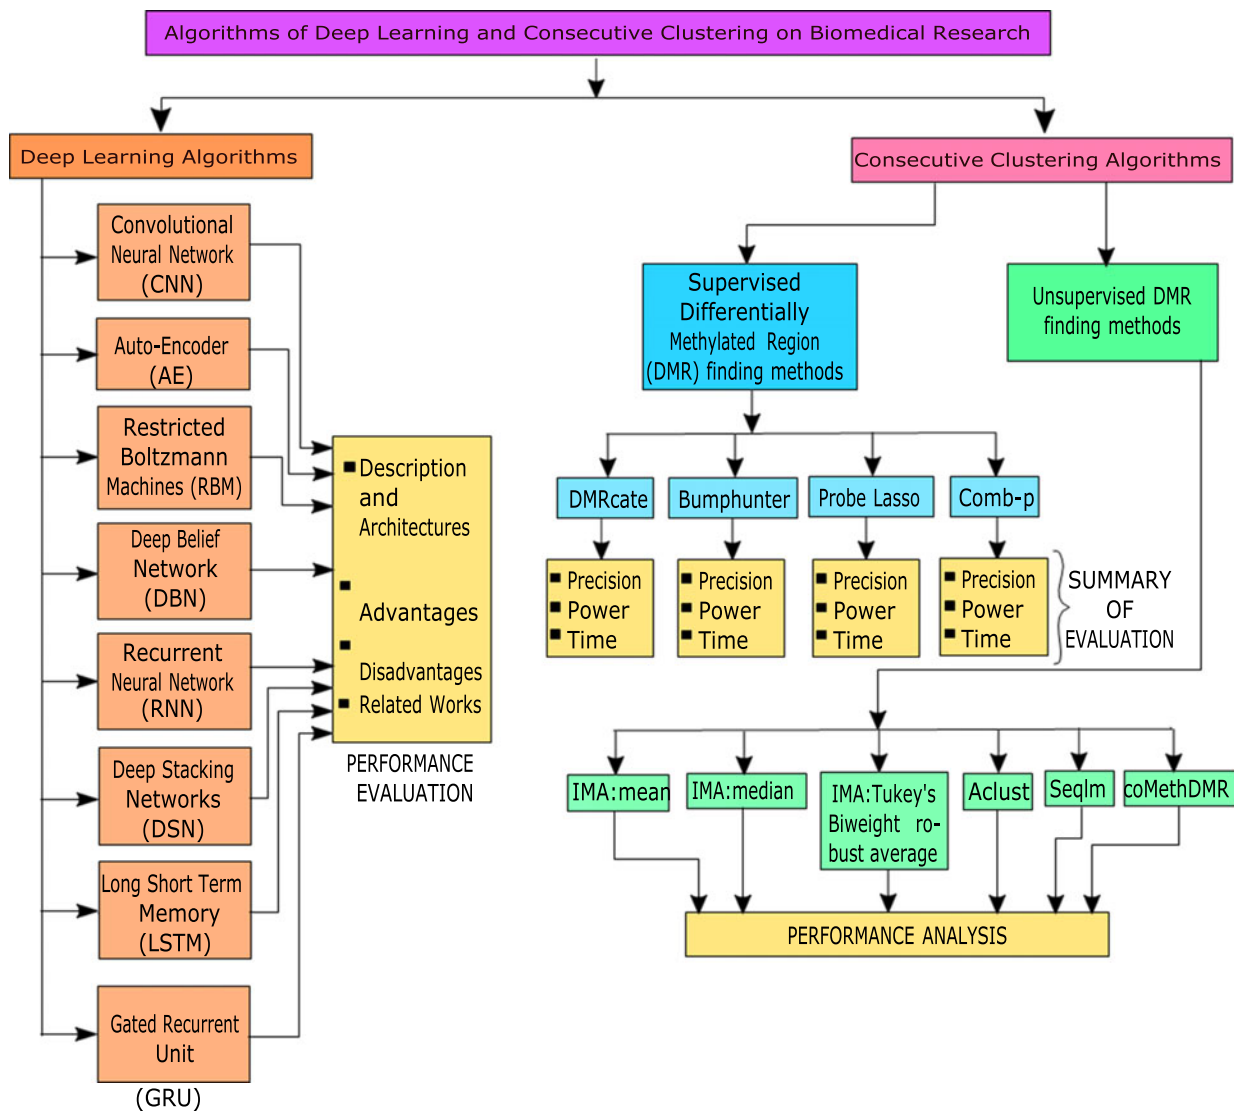 Algorithms of Deep Learning and Consecutive Clustering on Biomedical Research
Deep Learning Algorithms
Convolutional
Neural Network
(CNN)
Auto-Encoder
(AE)
Restricted
Boltzmann
Machines (RBM)
Deep Belief
Network
(DBN)
Recurrent
Neural Network
(RNN)
Deep Stacking
Networks
(DSN)
Long Short Term
Memory
(LSTM)
Gated Recurrent
Unit
(GRU)
Description
and
Architectures
Advantages
Disadvantages
Related Works
PERFORMANCE
EVALUATION
Consecutive Clustering Algorithms
Supervised
Differentially
Methylated Region
(DMR) finding methods
Unsupervised DMR
finding methods
DMRcate
Bumphunter
Probe Lasso
Comb-p
Precision
Power
Time
Precision
Power
Time
Precision
Power
Time
Precision
Power
Time
SUMMARY
OF
EVALUATION
IMA:mean
IMA:median
IMA:Tukey's
Biweight ro-
bust average
Aclust
Seqlm
coMethDMR
PERFORMANCE ANALYSIS